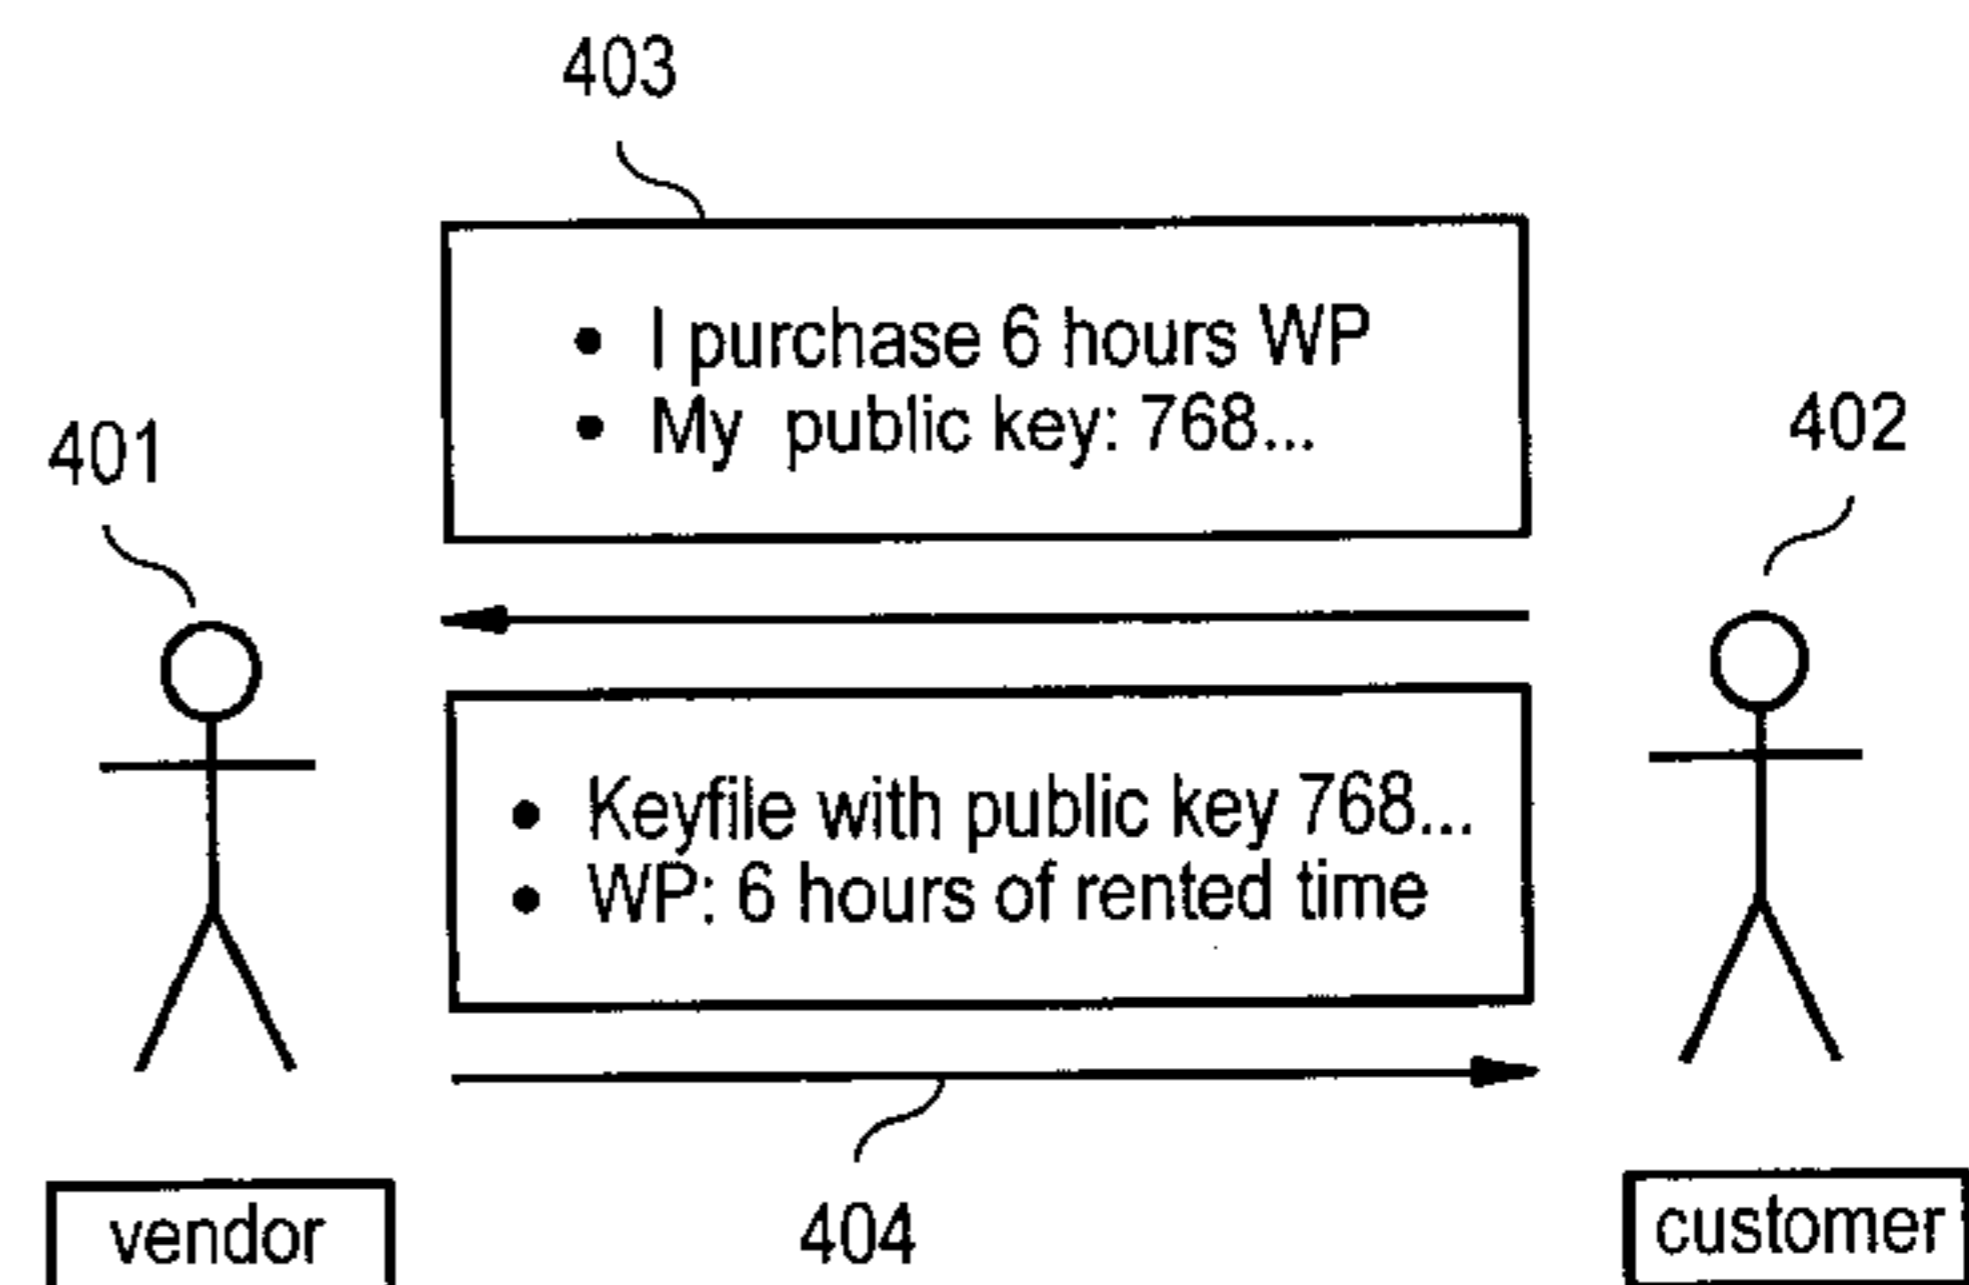 403
• I purchase 6 hours WP
• My public key: 768...
401
402
• Keyfile with public key 768...
• WP: 6 hours of rented time
404
vendor
customer